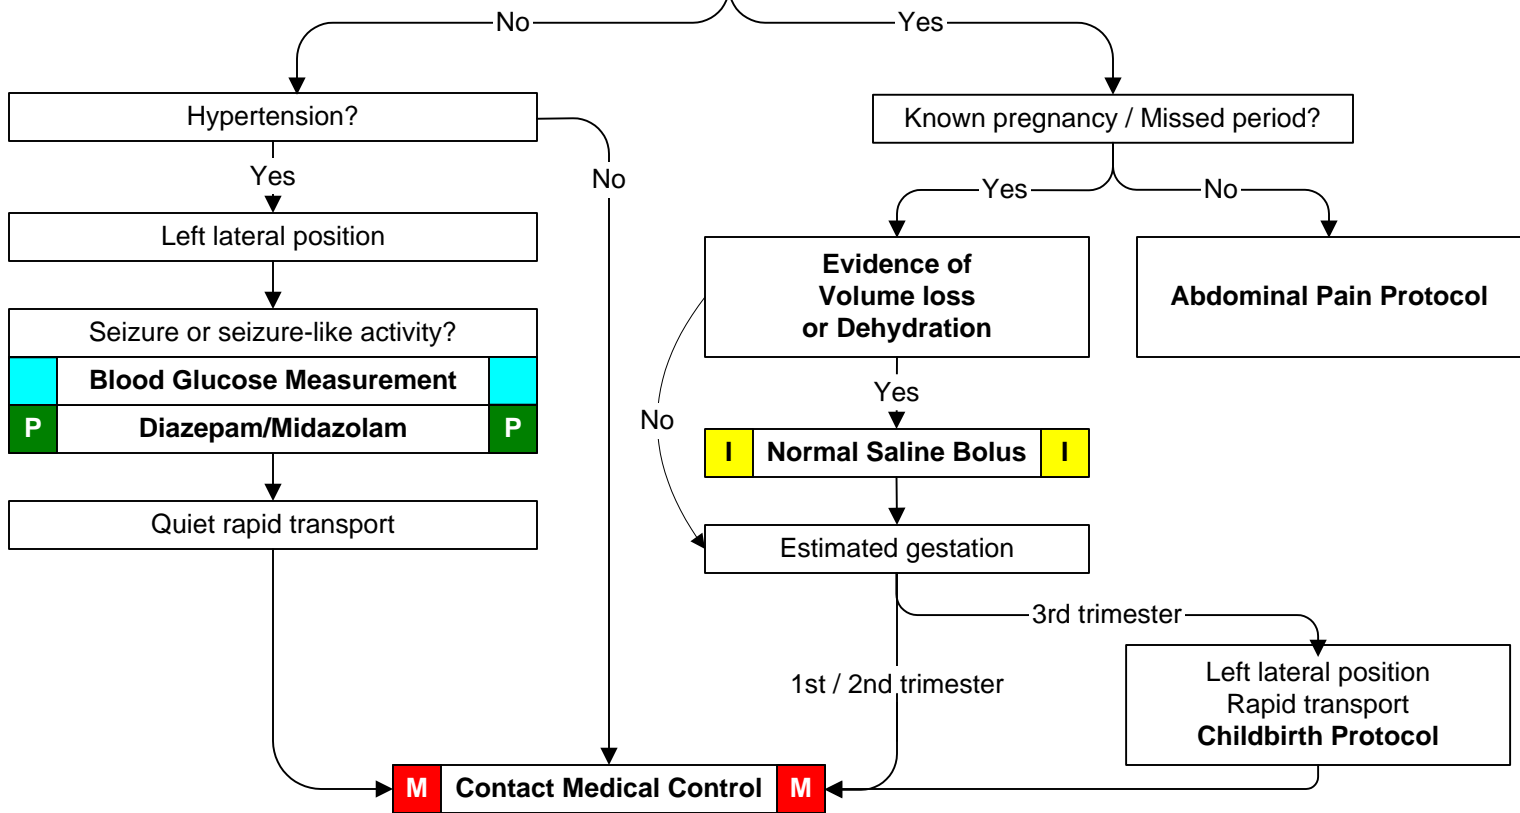 No
Yes
Hypertension?
Known pregnancy / Missed period?
Yes
No
Yes
No
Left lateral position
Evidence of
Volume loss
or Dehydration
Abdominal Pain Protocol
Seizure or seizure-like activity?
Blood Glucose Measurement
P Diazepam/Midazolam P
Yes
No
I Normal Saline Bolus I
Quiet rapid transport
Estimated gestation
3rd trimester
1st / 2nd trimester
Left lateral position
Rapid transport
Childbirth Protocol
M Contact Medical Control M